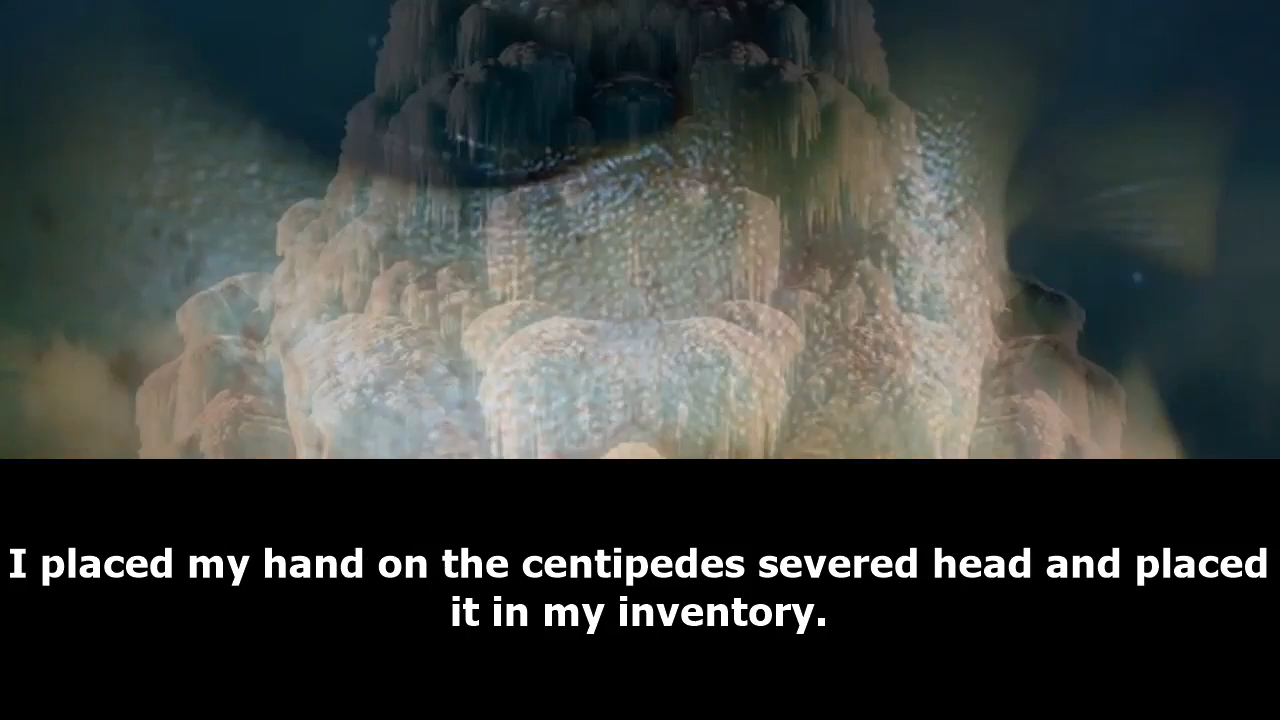 I placed my hand on the centipedes severed head and placed
it in my inventory.